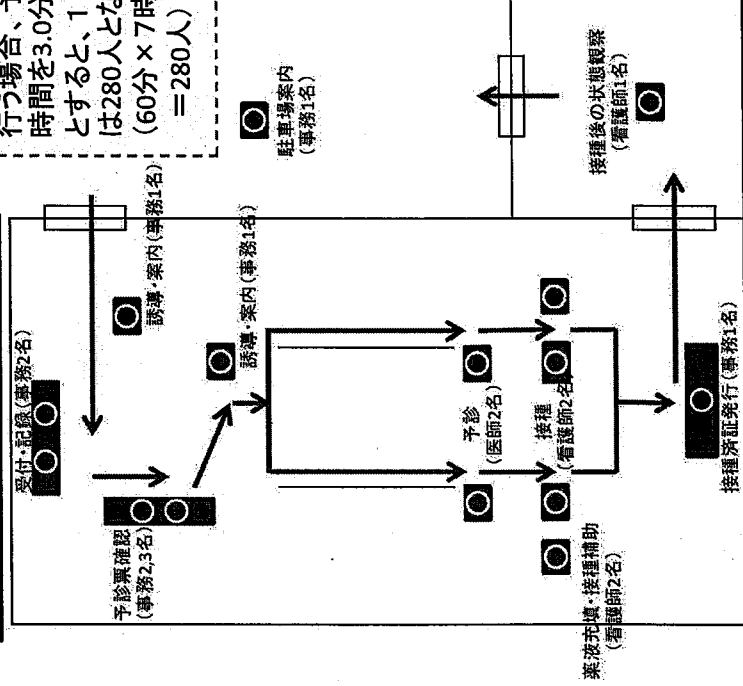 行う場合、予
時間を3.0分
とすると、1
は280人とな
(60分×7時
=280人)
受付・記録(事務2名)
誘導・案内(事務1名)
予診票確認
(事務2,3名)
誘導・案内(事務1名)
駐車場案内
(事務1名)
予診
(医師2名)
接種
(看護師2名)
薬液充填・接種補助
(看護師2名)
接種済証発行(事務1名)
接種後の状態観察
(看護師1名)